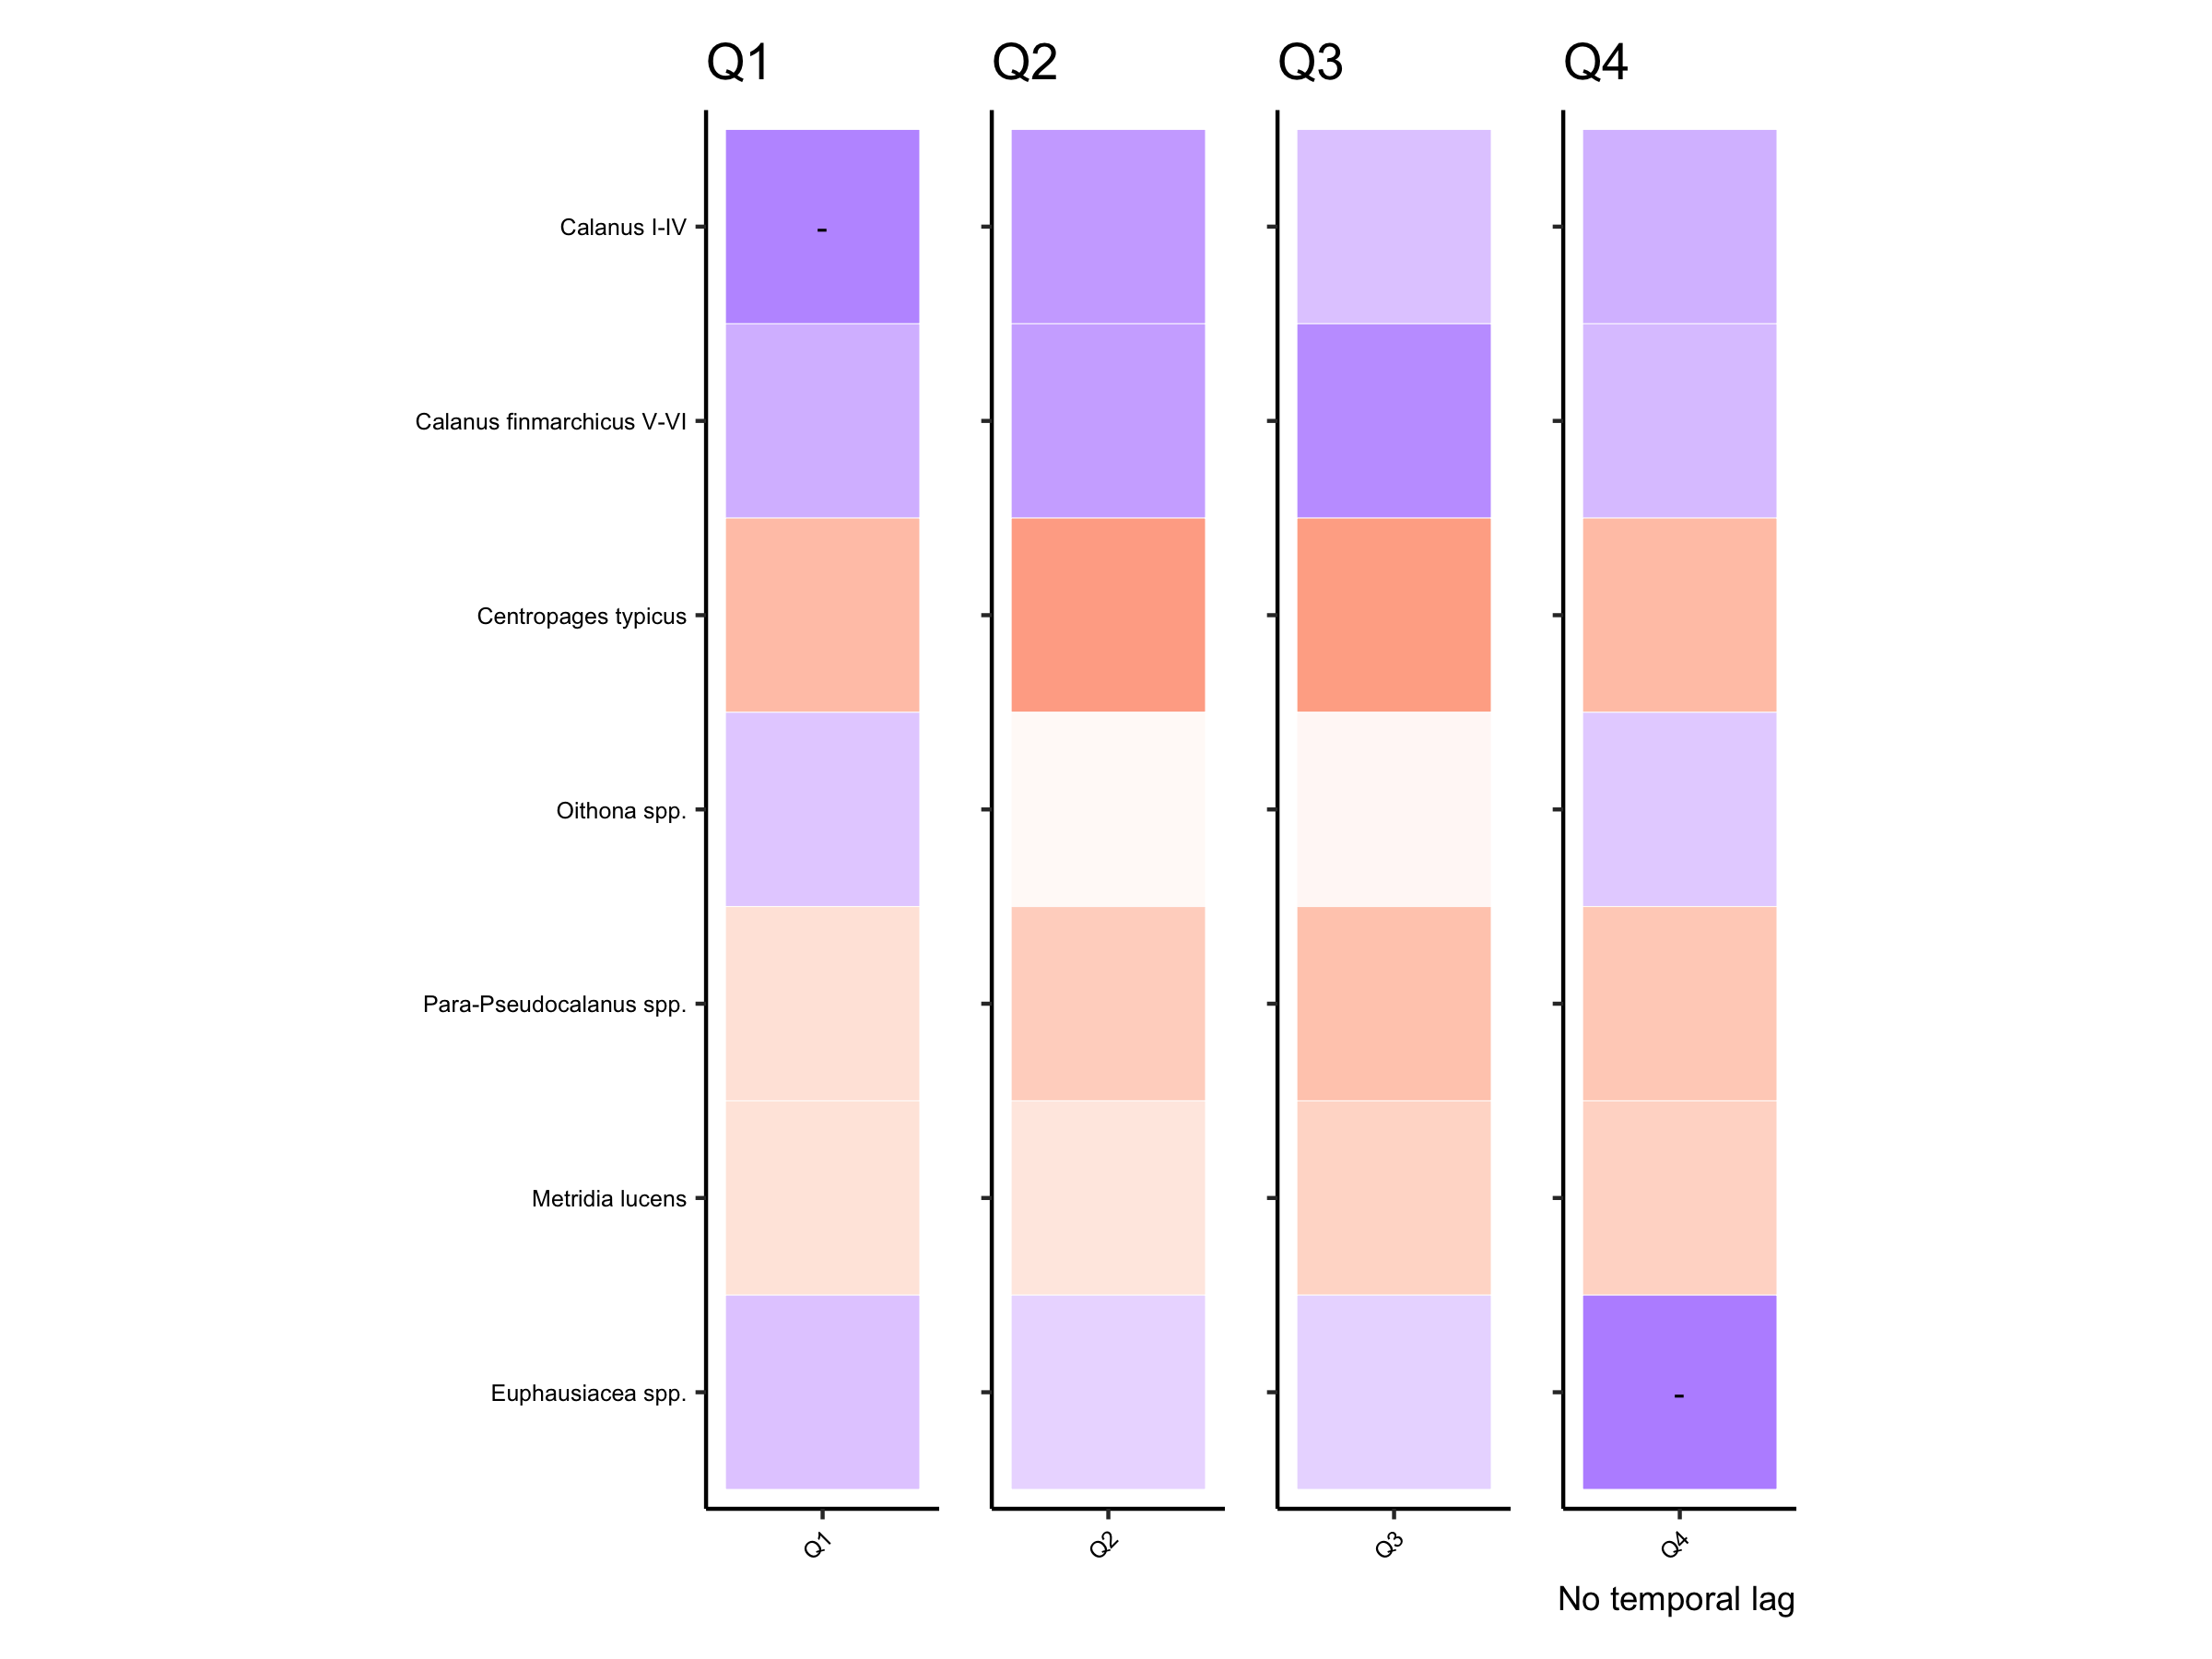 Q1 Q2 Q3 Q4
Calanus I-IV -
Calanus finmarchicus V-VI
Centropages typicus
Oithona spp.
Para-Pseudocalanus spp.
Metridia lucens
Euphausiacea spp. -
Q1 Q2 Q3 Q4
No temporal lag